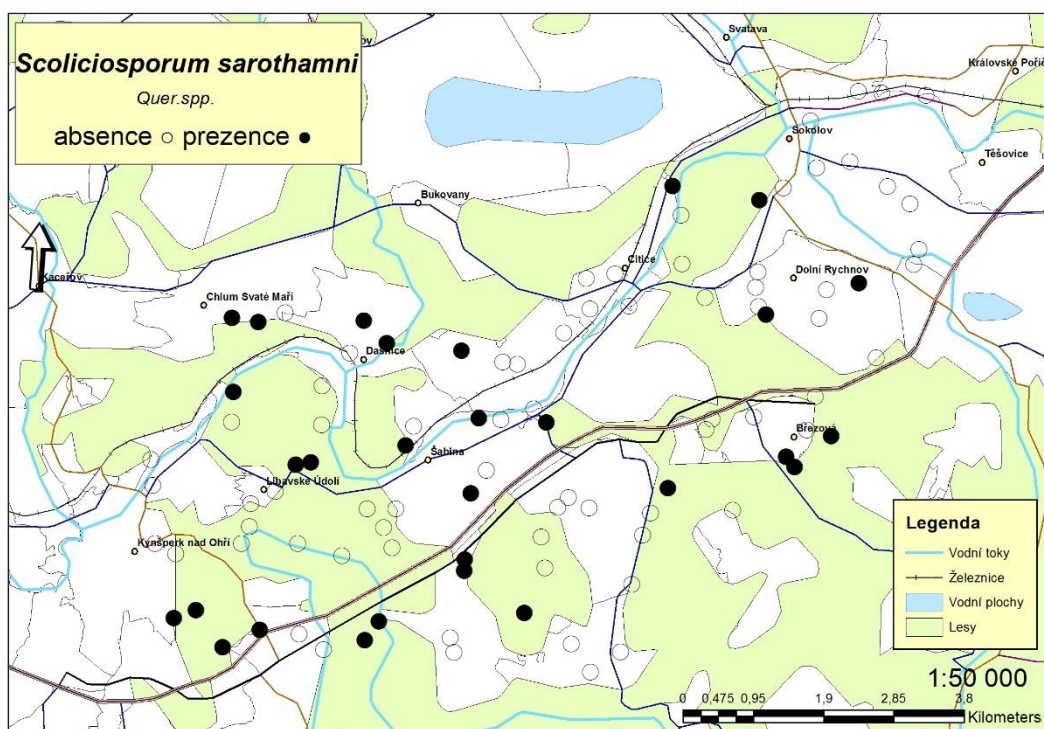 Scoliciosporum sarothamni
Quer.spp.
absence prezence
ov
Svatava
Královské Poříč
Sokolov
Těšovice
Bukovany
Kaceřov
Citice
Dolní Rychnov
Chlum Svaté Maří
Dasnice
Březová
Šabina
Libavské Údolí
Kynšperk nad Ohří
Legenda
Vodní toky
Železnice
Vodní plochy
Lesy
1:50 000
0 0,475 0,95 1,9 2,85 3,8
Kilometers